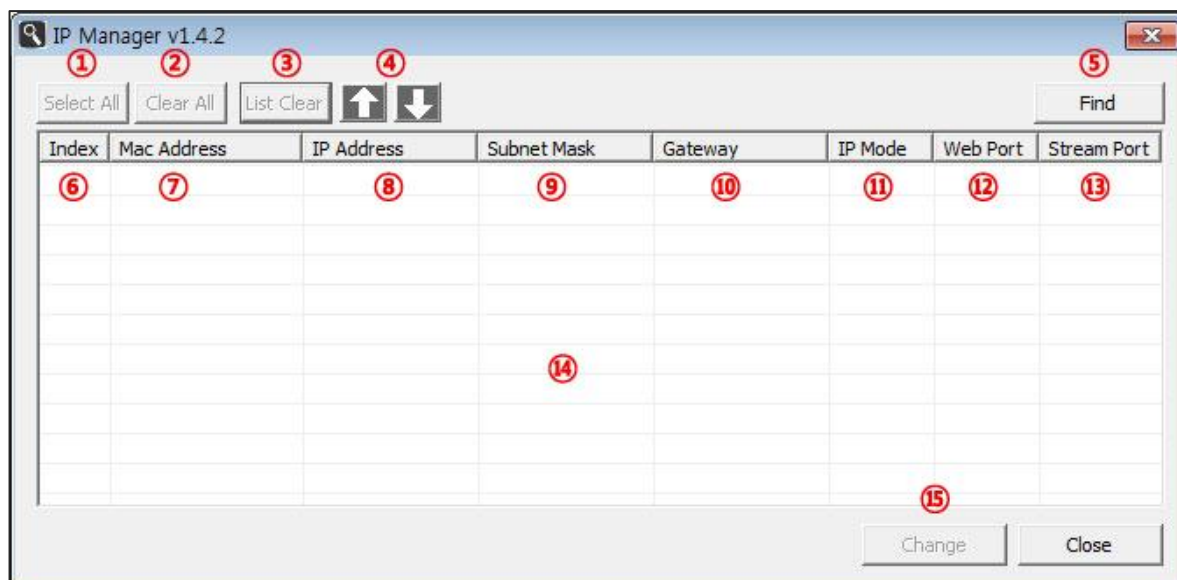 IP Manager v1.4.2
① ② ③ ④ ⑤
Select All Clear All List Clear Find
Index Mac Address IP Address Subnet Mask Gateway IP Mode Web Port Stream Port
⑥ ⑦ ⑧ ⑨ ⑩ ⑪ ⑫ ⑬
⑭
⑮
Change Close